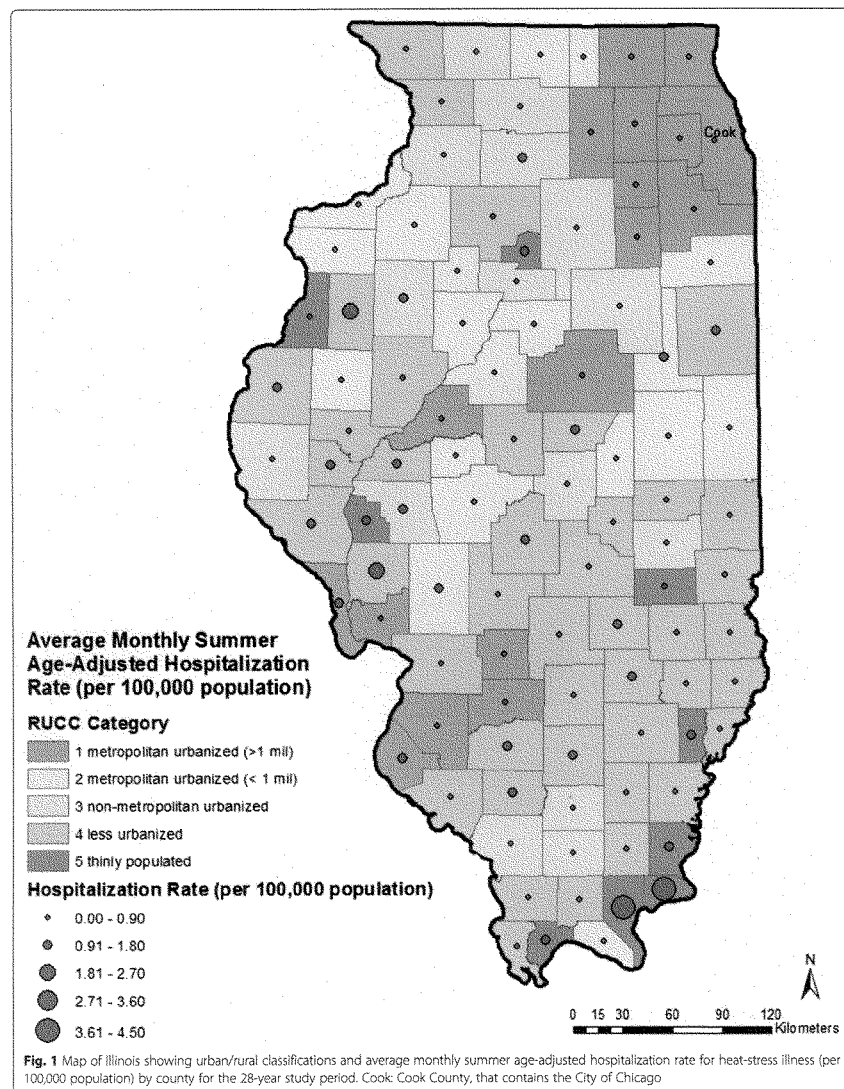 Cook
Average Monthly Summer
Age-Adjusted Hospitalization
Rate (per 100,000 population)
RUCC Category
1 metropolitan urbanized (>1 mil)
2 metropolitan urbanized (< 1 mil)
3 non-metropolitan urbanized
4 less urbanized
5 thinly populated
Hospitalization Rate (per 100,000 population)
0.00 - 0.90
0.91 - 1.80
1.81 - 2.70
2.71 - 3.60
3.61 - 4.50
N
0 15 30 60 90 120
Kilometers
Fig. 1 Map of Illinois showing urban/rural classifications and average monthly summer age-adjusted hospitalization rate for heat-stress illness (per
100,000 population) by county for the 28-year study period. Cook: Cook County, that contains the City of Chicago